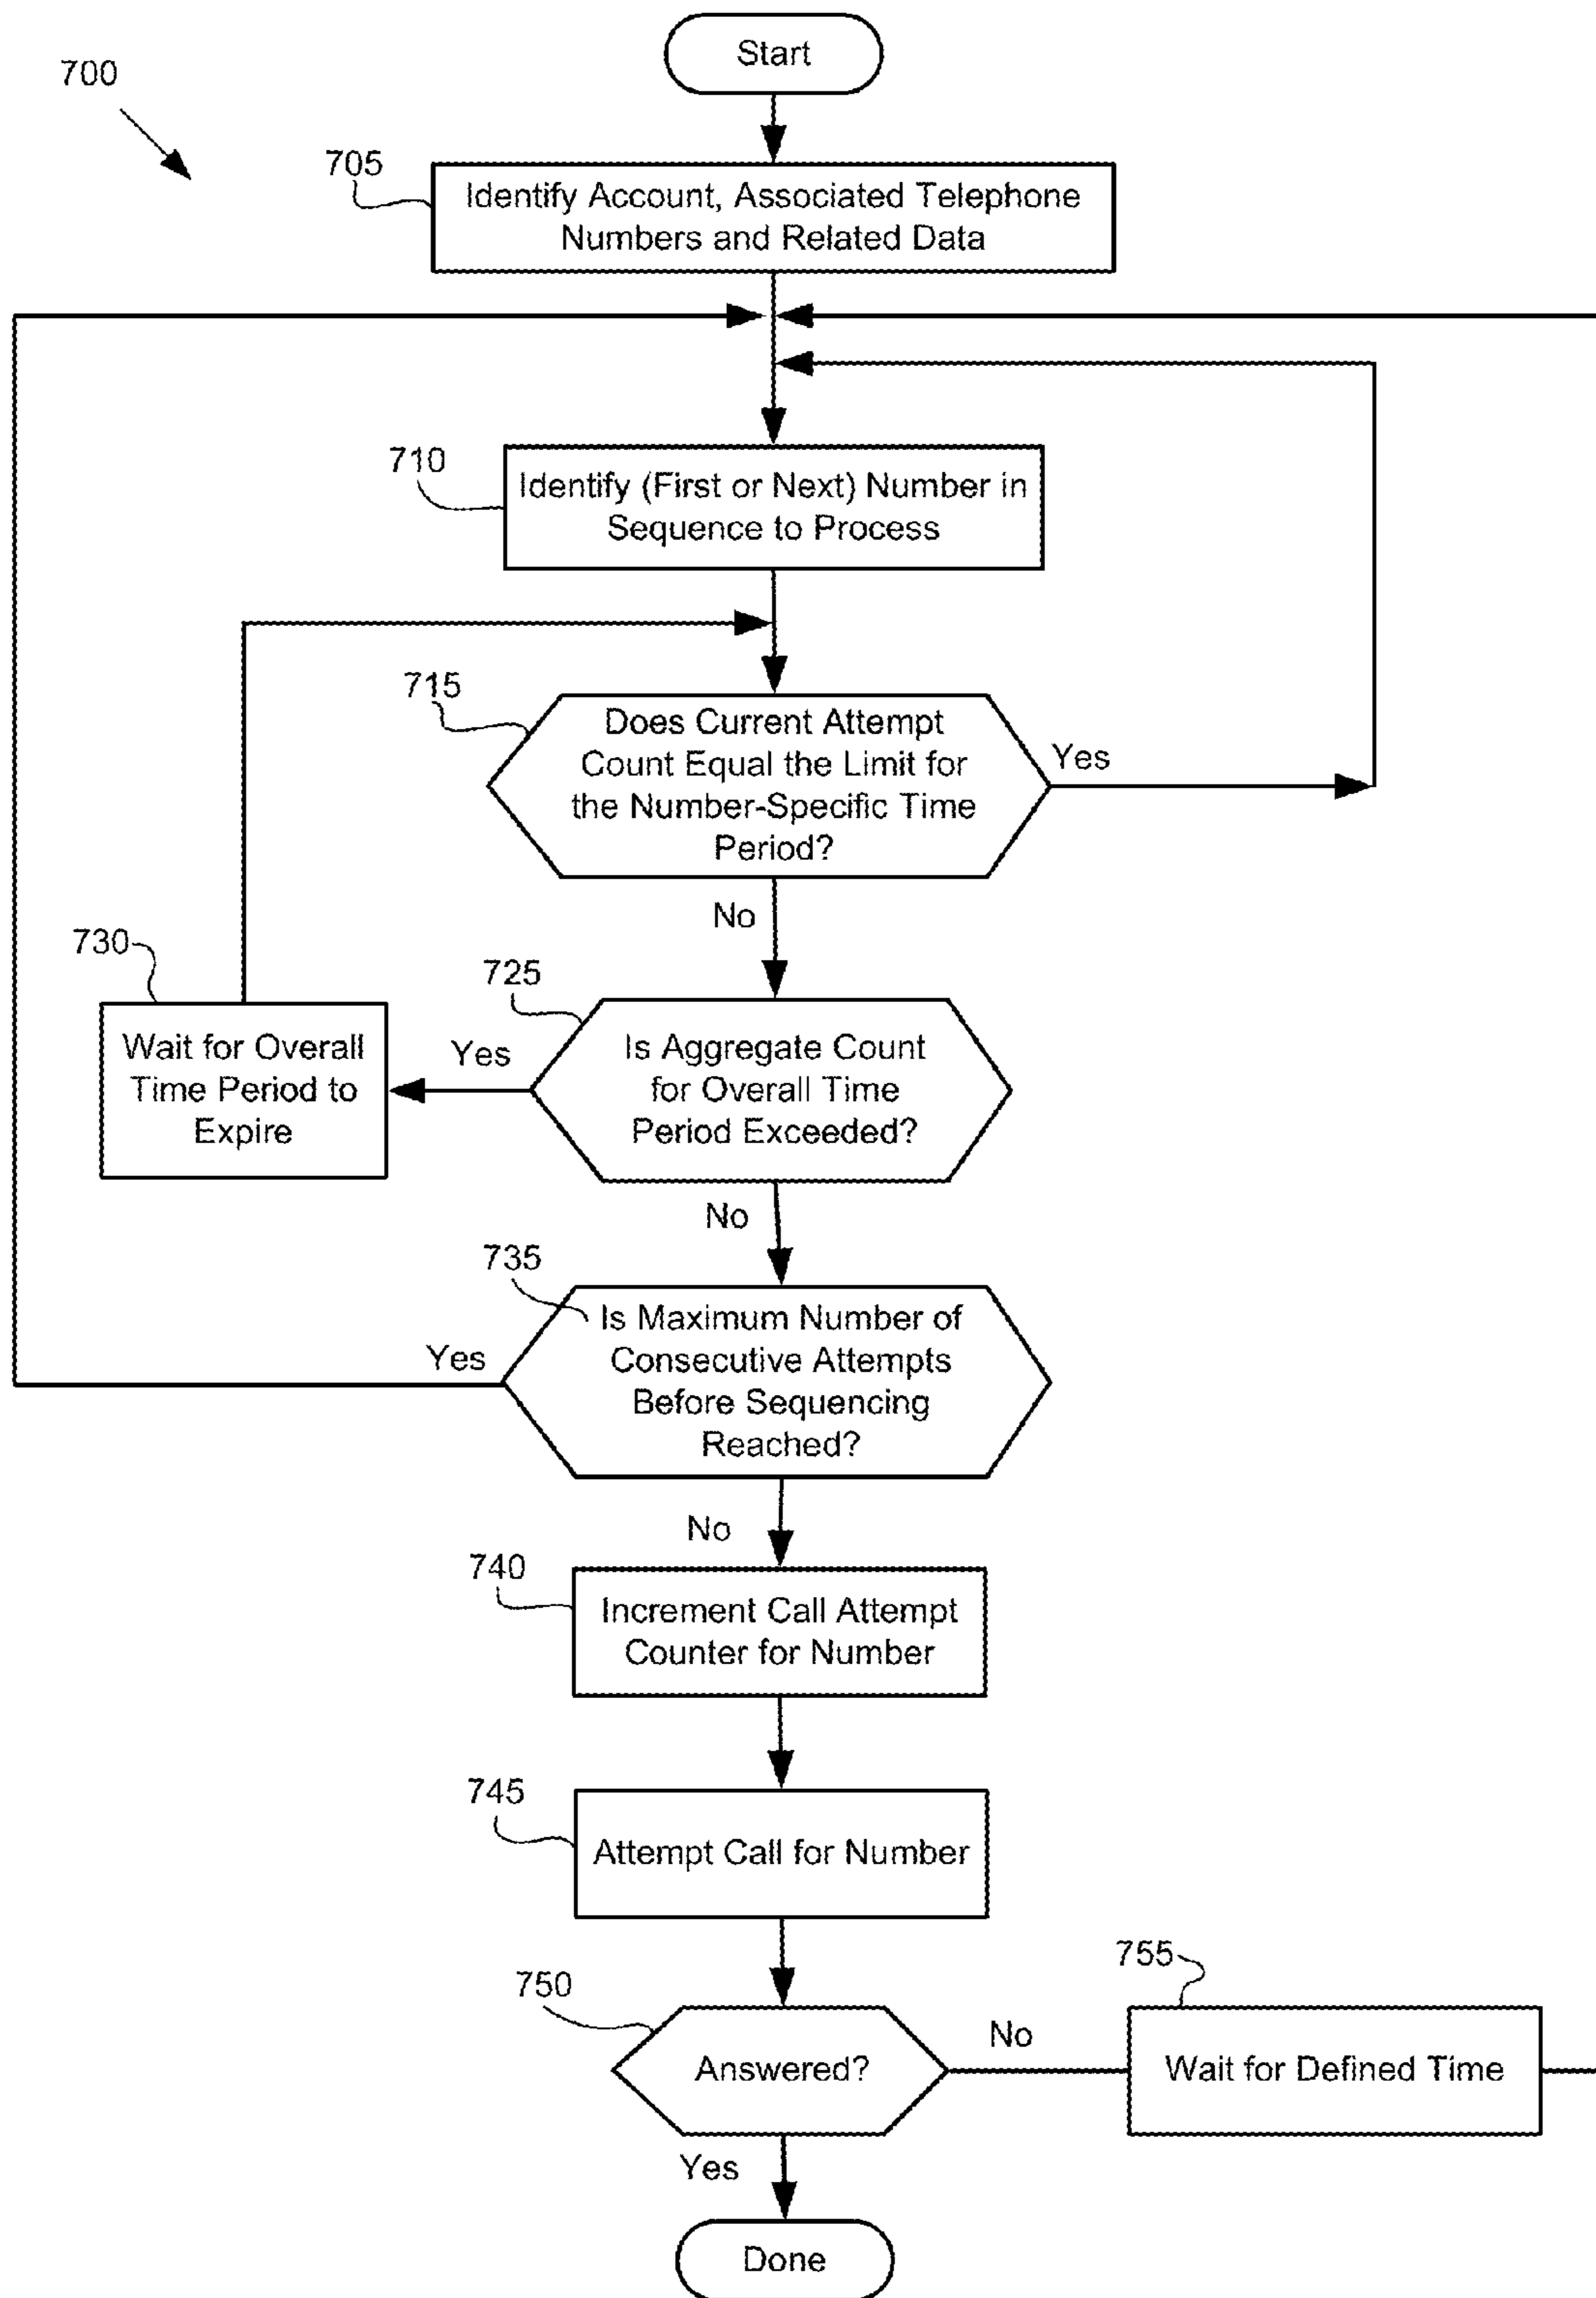 Start
700
705
Identify Account, Associated Telephone
Numbers and Related Data
710
Identify (First or Next) Number in
Sequence to Process
715
Does Current Attempt
Count Equal the Limit for
the Number-Specific Time
Period?
Yes
No
730
725
Wait for Overall
Time Period to
Expire
Yes
Is Aggregate Count
for Overall Time
Period Exceeded?
No
735
Is Maximum Number of
Consecutive Attempts
Before Sequencing
Reached?
Yes
No
740
Increment Call Attempt
Counter for Number
745
Attempt Call for Number
750
Answered?
No
755
Wait for Defined Time
Yes
Done